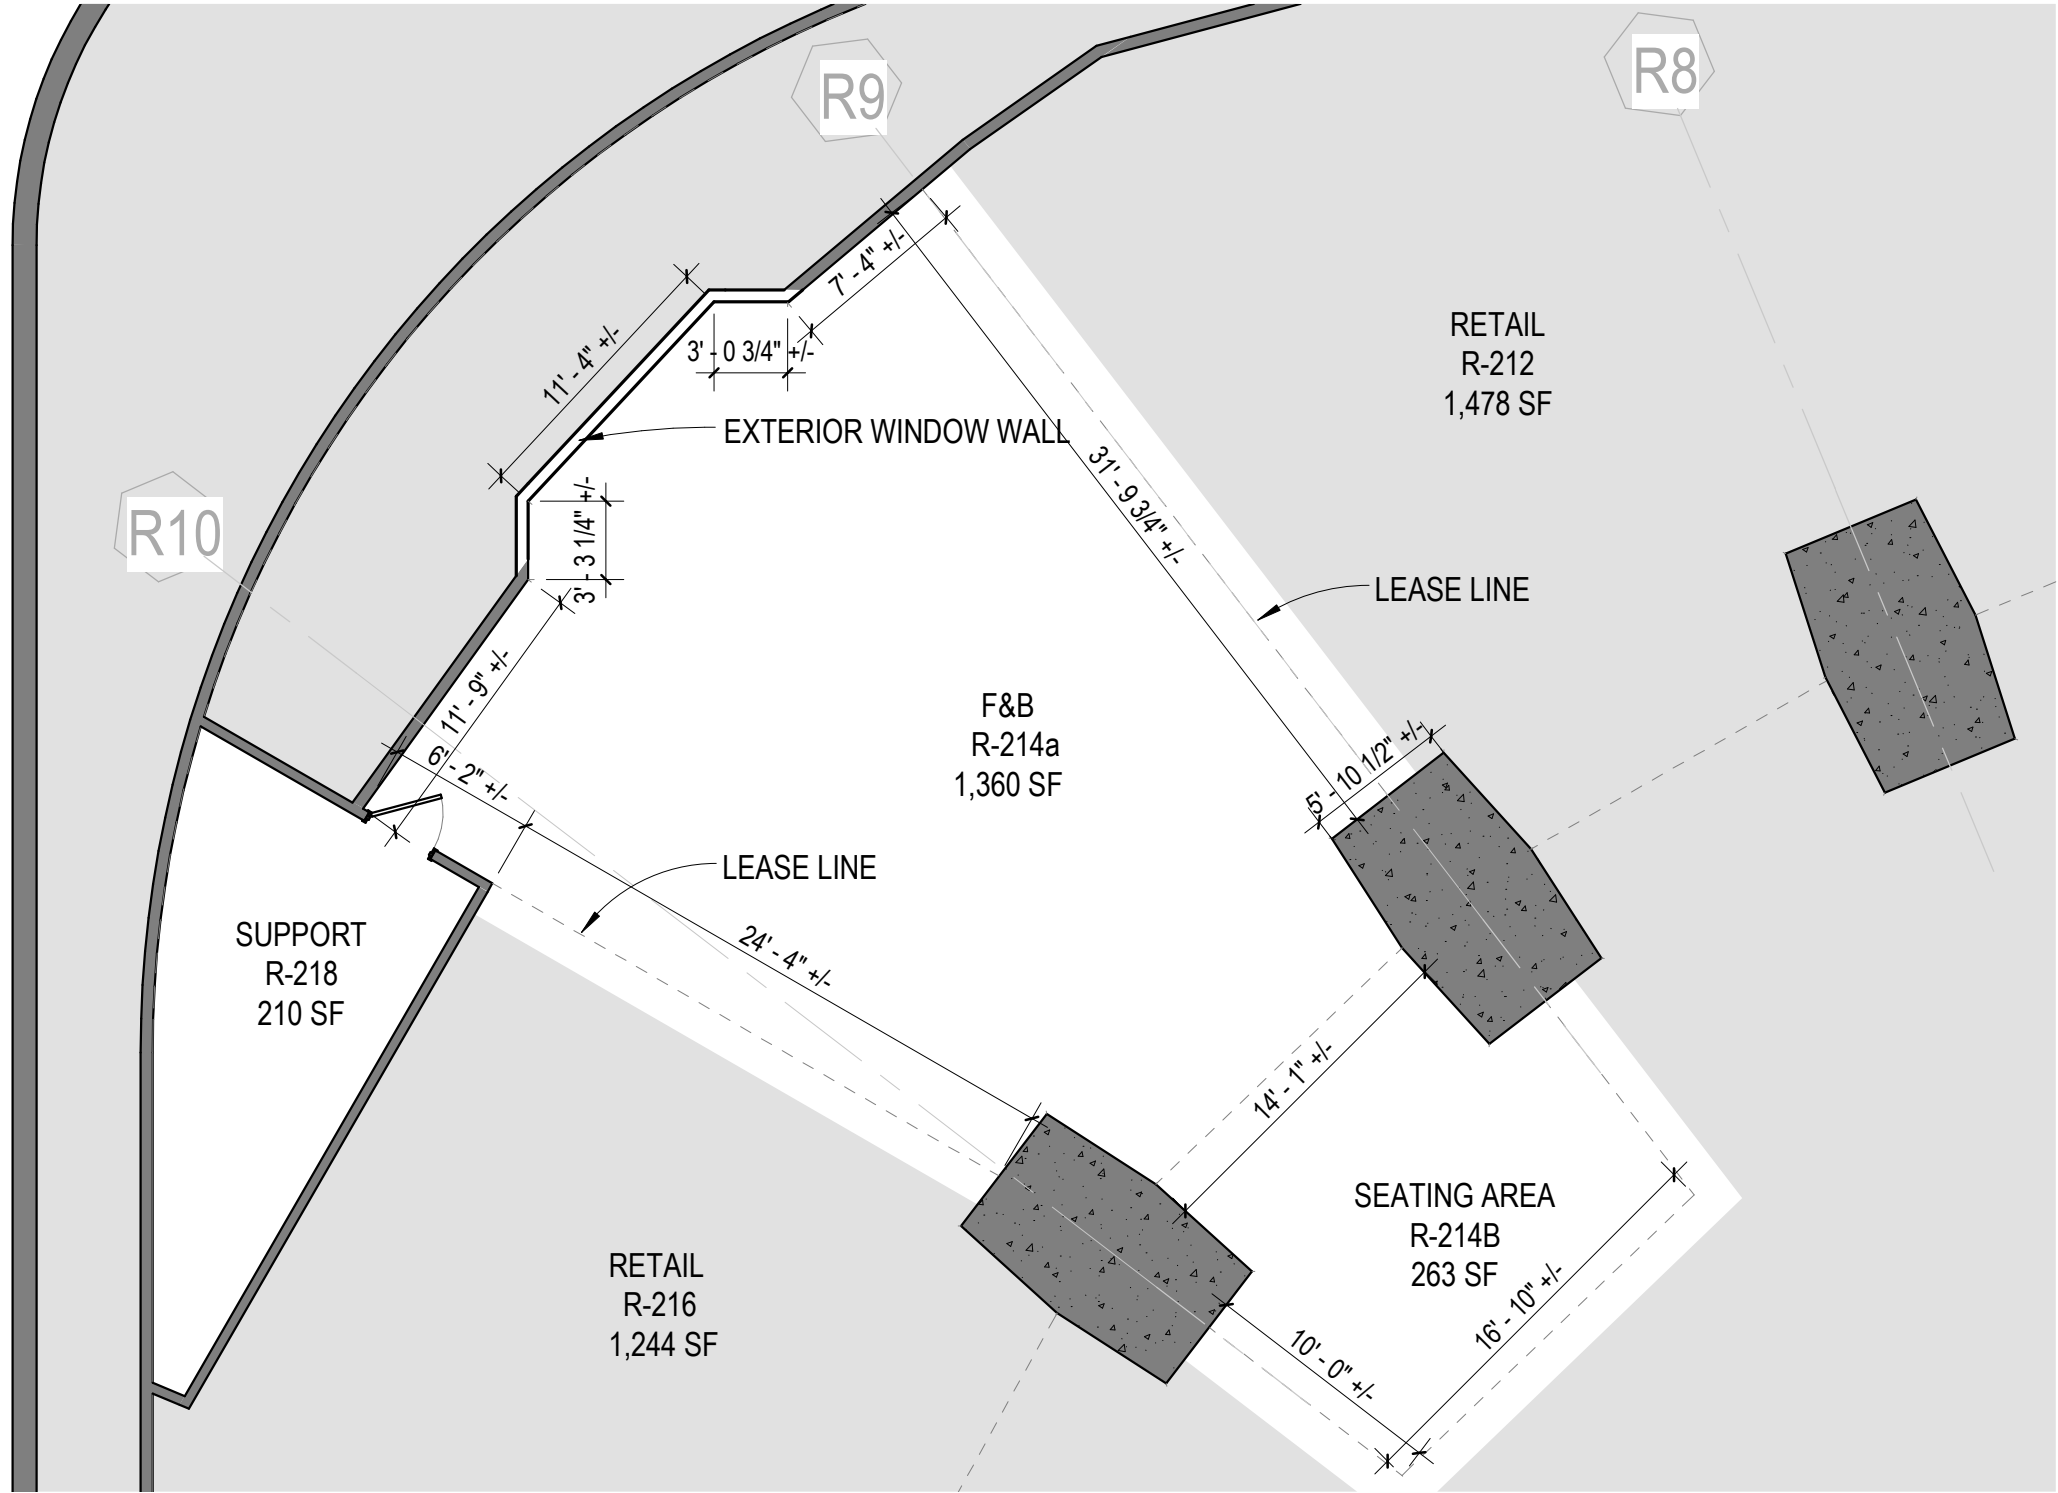 R9
R8
7' - 4" +/-
11' - 4" +/-
3' - 0 3/4" +/-
RETAIL
R-212
1,478 SF
EXTERIOR WINDOW WALL
31' - 9 3/4" +/-
R10
3' - 3 1/4" +/-
LEASE LINE
11' - 9" +/-
F&B
R-214a
1,360 SF
6' - 2" +/-
5' - 10 1/2" +/-
LEASE LINE
SUPPORT
R-218
210 SF
24' - 4" +/-
14' - 1" +/-
SEATING AREA
R-214B
263 SF
RETAIL
R-216
1,244 SF
16' - 10" +/-
10' - 0" +/-